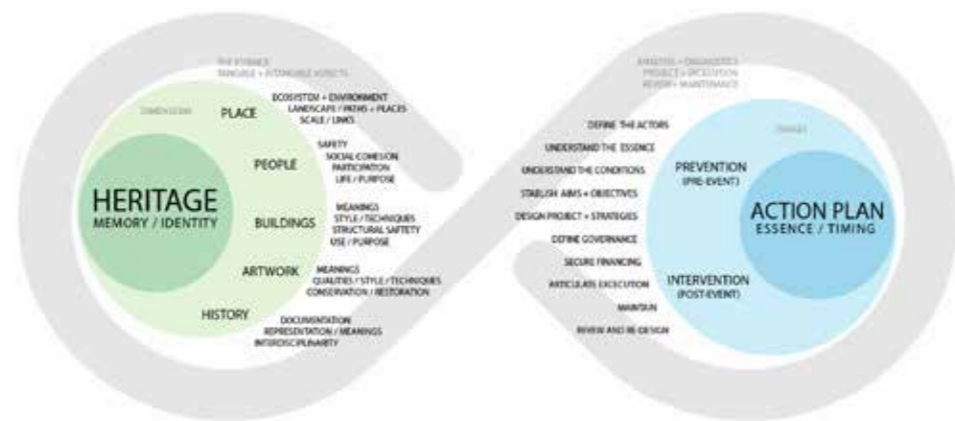 THE ESSENCE
TANGIBLE + INTANGIBLE ASPECTS
DIMENSIONS
HERITAGE
MEMORY / IDENTITY
PLACE
ECOSYSTEM + ENVIRONMENT
LANDSCAPE / PATHS + PLACES
SCALE / LINKS
PEOPLE
SAFETY
SOCIAL COHESION
PARTICIPATION
LIFE / PURPOSE
BUILDINGS
MEANINGS
STYLE / TECHNIQUES
STRUCTURAL SAFTETY
USE / PURPOSE
ARTWORK
MEANINGS
QUALITIES / STYLE / TECHNIQUES
CONSERVATION / RESTORATION
HISTORY
DOCUMENTATION
REPRESENTATION / MEANINGS
INTERDISCIPLINARITY
ANALYSIS + DIAGNOSTICS
PROJECT + EXCECUTION
REVIEW + MAINTENANCE
DEFINE THE ACTORS
UNDERSTAND THE ESSENCE
UNDERSTAND THE CONDITIONS
STABLISH AIMS + OBJECTIVES
DESIGN PROJECT + STRATEGIES
DEFINE GOVERNANCE
SECURE FINANCING
ARTICULATE EXCECUTION
MAINTAIN
REVIEW AND RE-DESIGN
PREVENTION
(PRE-EVENT)
INTERVENTION
(POST-EVENT)
ACTION PLAN
ESSENCE / TIMING